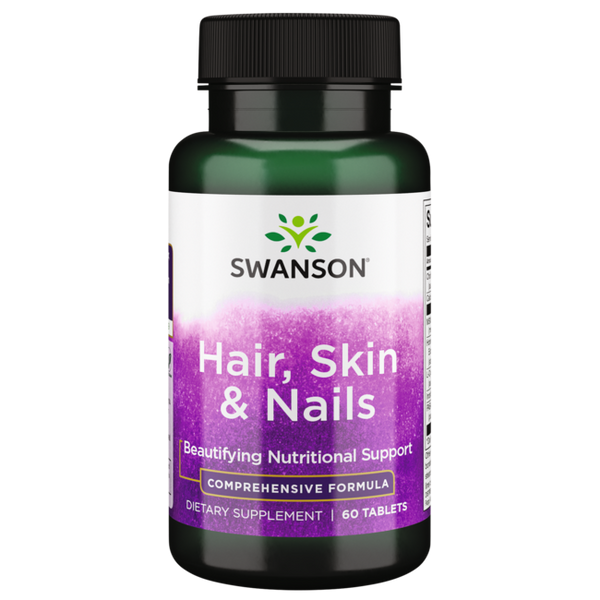 SWANSON®
Hair, Skin
& Nails
Beautifying Nutritional Support
COMPREHENSIVE FORMULA
DIETARY SUPPLEMENT | 60 TABLETS